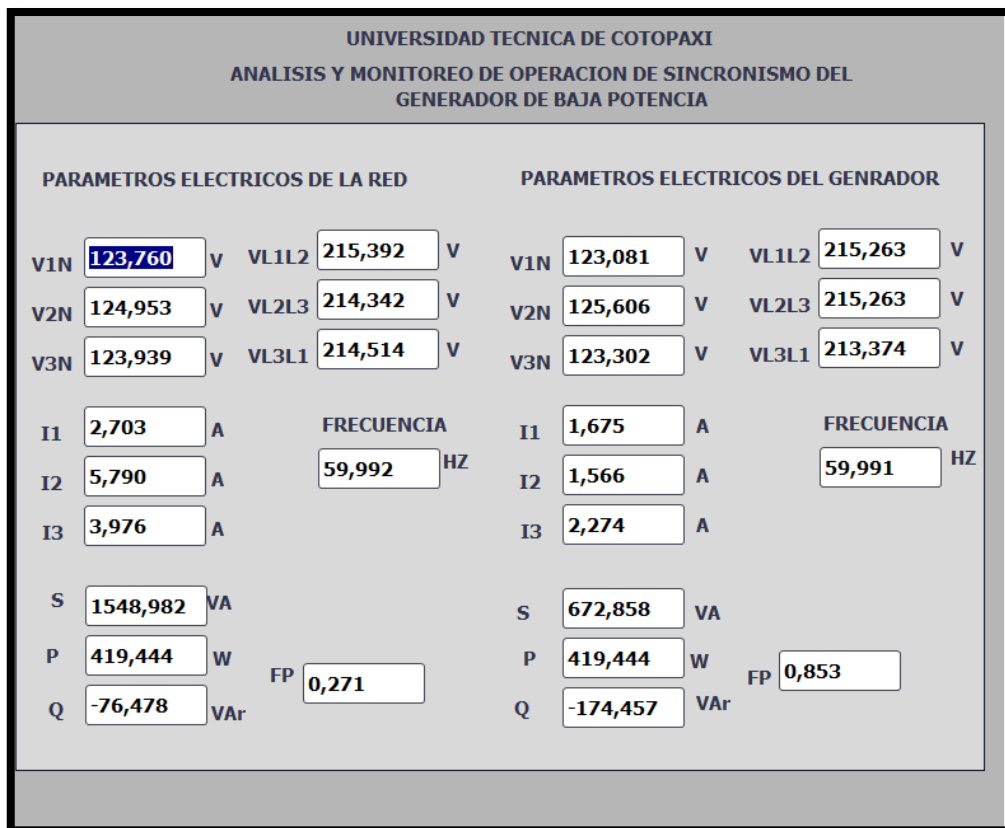 UNIVERSIDAD TECNICA DE COTOPAXI
ANALISIS Y MONITOREO DE OPERACION DE SINCRONISMO DEL
GENERADOR DE BAJA POTENCIA
PARAMETROS ELECTRICOS DE LA RED
V1N 123,760 V VL1L2 215,392 V
V2N 124,953 V VL2L3 214,342 V
V3N 123,939 V VL3L1 214,514 V
I1 2,703 A FRECUENCIA
I2 5,790 A 59,992 HZ
I3 3,976 A
S 1548,982 VA
P 419,444 W FP 0,271
Q -76,478 VAr
PARAMETROS ELECTRICOS DEL GENRADOR
V1N 123,081 V VL1L2 215,263 V
V2N 125,606 V VL2L3 215,263 V
V3N 123,302 V VL3L1 213,374 V
I1 1,675 A FRECUENCIA
I2 1,566 A 59,991 HZ
I3 2,274 A
S 672,858 VA
P 419,444 W FP 0,853
Q -174,457 VAr